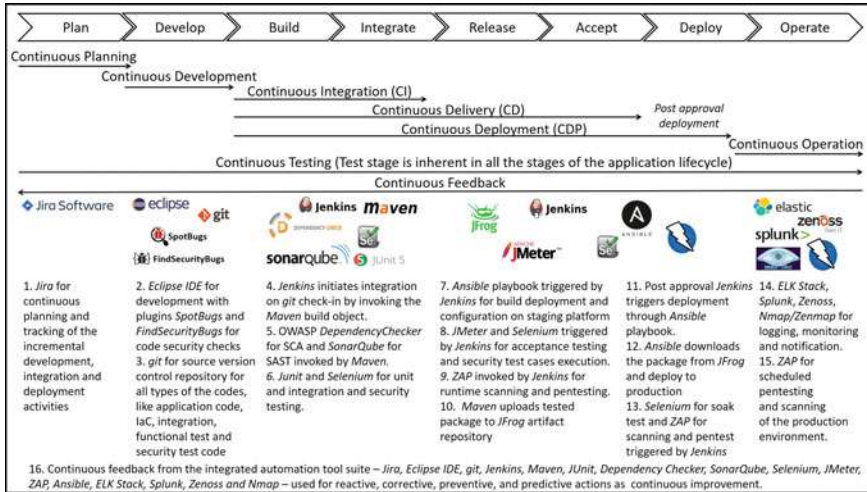 Plan Develop Build Integrate Release Accept Deploy Operate
Continuous Planning
Continuous Development
Continuous Integration (CI)
Continuous Delivery (CD)
Post approval
deployment
Continuous Deployment (CDP)
Continuous Operation
Continuous Testing (Test stage is inherent in all the stages of the application lifecycle)
Continuous Feedback
Jira Software
eclipse
git
SpotBugs
FindSecurityBugs
Jenkins
maven
DEPENDENCY-CHECK
Se
sonarqube
JUnit 5
JFrog
Jenkins
APACHE
JMeter™
Se
A
ANSIBLE
elastic
zenoss
splunk>
1. Jira for
continuous
planning and
tracking of the
incremental
development,
integration and
deployment
activities
2. Eclipse IDE for
development with
plugins SpotBugs and
FindSecurityBugs for
code security checks
3. git for source version
control repository for
all types of the codes,
like application code,
IaC, integration,
functional test and
security test code
4. Jenkins initiates integration
on git check-in by invoking the
Maven build object.
5. OWASP DependencyChecker
for SCA and SonarQube for
SAST invoked by Maven.
6. Junit and Selenium for unit
and integration and security
testing.
7. Ansible playbook triggered by
Jenkins for build deployment and
configuration on staging platform
8. JMeter and Selenium triggered
by Jenkins for acceptance testing
and security test cases execution.
9. ZAP invoked by Jenkins for
runtime scanning and pentesting.
10. Maven uploads tested
package to JFrog artifact
repository
11. Post approval Jenkins
triggers deployment
through Ansible
playbook.
12. Ansible downloads
the package from JFrog
and deploy to
production
13. Selenium for soak
test and ZAP for
scanning and pentest
triggered by Jenkins
14. ELK Stack,
Splunk, Zenoss,
Nmap/Zenmap for
logging, monitoring
and notification.
15. ZAP for
scheduled
pentesting
and scanning
of the production
environment.
16. Continuous feedback from the integrated automation tool suite – Jira, Eclipse IDE, git, Jenkins, Maven, JUnit, Dependency Checker, SonarQube, Selenium, JMeter,
ZAP, Ansible, ELK Stack, Splunk, Zenoss and Nmap – used for reactive, corrective, preventive, and predictive actions as continuous improvement.